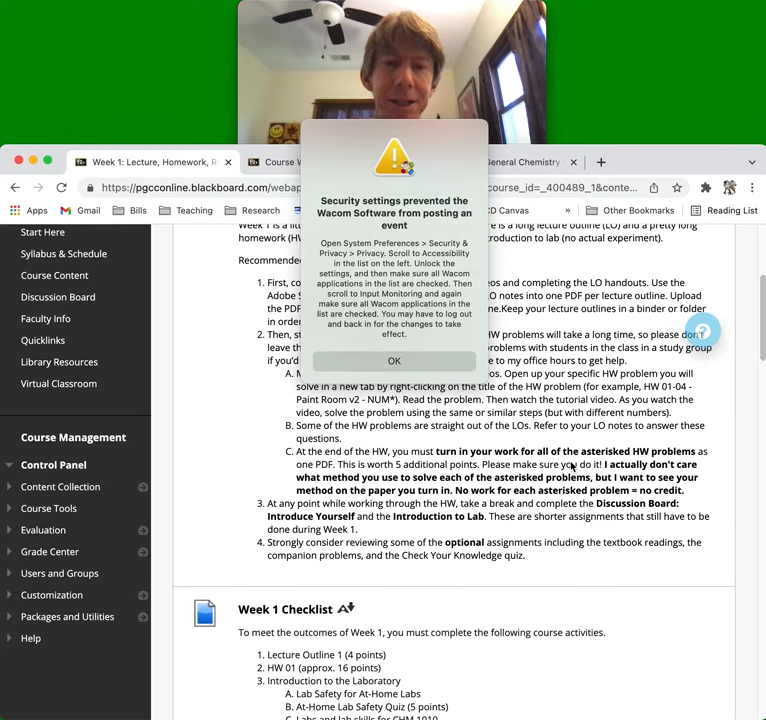 Week 1: Lecture, Homework, R
Course W
General Chemistry
https://pgcconline.blackboard.com/webap
course_id=_400489_1&conte...
Apps
Gmail
Bills
Teaching
Research
CD Canvas
»
Other Bookmarks
Reading List
Start Here
Syllabus & Schedule
Course Content
Discussion Board
Faculty Info
Quicklinks
Library Resources
Virtual Classroom
Course Management
Control Panel
Content Collection
Course Tools
Evaluation
Grade Center
Users and Groups
Customization
Packages and Utilities
Help
Security settings prevented the
Wacom Software from posting an
event
Open System Preferences > Security &
Privacy > Privacy. Scroll to Accessibility
in the list on the left. Unlock the
settings, and then make sure all Wacom
applications in the list are checked. Then
scroll to Input Monitoring and again
make sure all Wacom applications in the
list are checked. You may have to log out
and back in for the changes to take
effect.
OK
e is a long lecture outline and a pretty long
homework (HW
troduction to lab (no actual experiment).
Recommend
1. First, co
os and completing the LO handouts. Use the
Adobe S
LO notes into one PDF per lecture outline. Upload
the PDF
ne.Keep your lecture outlines in a binder or folder
in order
2. Then, st
HW problems will take a long time, so please don't
leave th
problems with students in the class in a study group
if you'd
e to my office hours to get help.
A. M
os. Open up your specific HW problem you will
solve in a new tab by right-clicking on the title of the HW problem (for example, HW 01-04 -
Paint Room v2 - NUM*). Read the problem. Then watch the tutorial video. As you watch the
video, solve the problem using the same or similar steps (but with different numbers).
B. Some of the HW problems are straight out of the LOs. Refer to your LO notes to answer these
questions.
C. At the end of the HW, you must turn in your work for all of the asterisked HW problems as
one PDF. This is worth 5 additional points. Please make sure you do it! I actually don't care
what method you use to solve each of the asterisked problems, but I want to see your
method on the paper you turn in. No work for each asterisked problem = no credit.
3. At any point while working through the HW, take a break and complete the Discussion Board:
Introduce Yourself and the Introduction to Lab. These are shorter assignments that still have to be
done during Week 1.
4. Strongly consider reviewing some of the optional assignments including the textbook readings, the
companion problems, and the Check Your Knowledge quiz.
Week 1 Checklist
To meet the outcomes of Week 1, you must complete the following course activities.
1. Lecture Outline 1 (4 points)
2. HW 01 (approx. 16 points)
3. Introduction to the Laboratory
A. Lab Safety for At-Home Labs
B. At-Home Lab Safety Quiz (5 points)
C. Labs and lab skills for CHM 1010